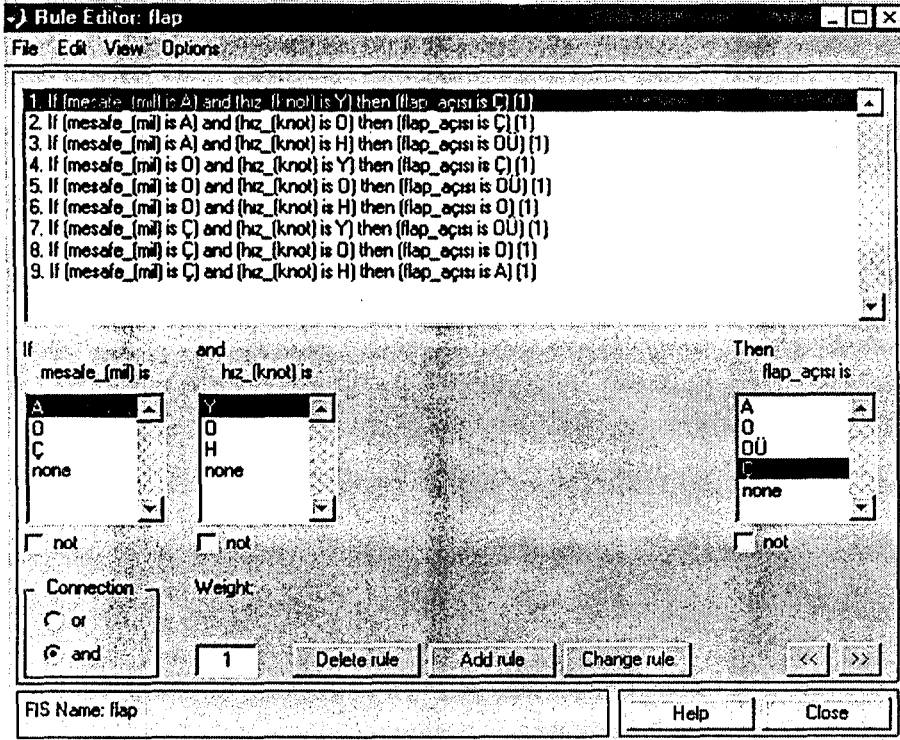 Rule Editor: flap
File Edit View Options
1. If (mesafe_(mil) is A) and (hız_(knot) is Y) then (flap_açısı is Ç) (1)
2. If (mesafe_(mil) is A) and (hız_(knot) is O) then (flap_açısı is Ç) (1)
3. If (mesafe_(mil) is A) and (hız_(knot) is H) then (flap_açısı is OÜ) (1)
4. If (mesafe_(mil) is O) and (hız_(knot) is Y) then (flap_açısı is Ç) (1)
5. If (mesafe_(mil) is O) and (hız_(knot) is O) then (flap_açısı is OÜ) (1)
6. If (mesafe_(mil) is O) and (hız_(knot) is H) then (flap_açısı is O) (1)
7. If (mesafe_(mil) is Ç) and (hız_(knot) is Y) then (flap_açısı is OÜ) (1)
8. If (mesafe_(mil) is Ç) and (hız_(knot) is O) then (flap_açısı is O) (1)
9. If (mesafe_(mil) is Ç) and (hız_(knot) is H) then (flap_açısı is A) (1)
If and Then
mesafe_(mil) is hız_(knot) is flap_açısı is
A Y A
O O O
Ç H OÜ
none none Ç
none
not not not
Connection Weight:
or
and 1 Delete rule Add rule Change rule << >>
FIS Name: flap Help Close